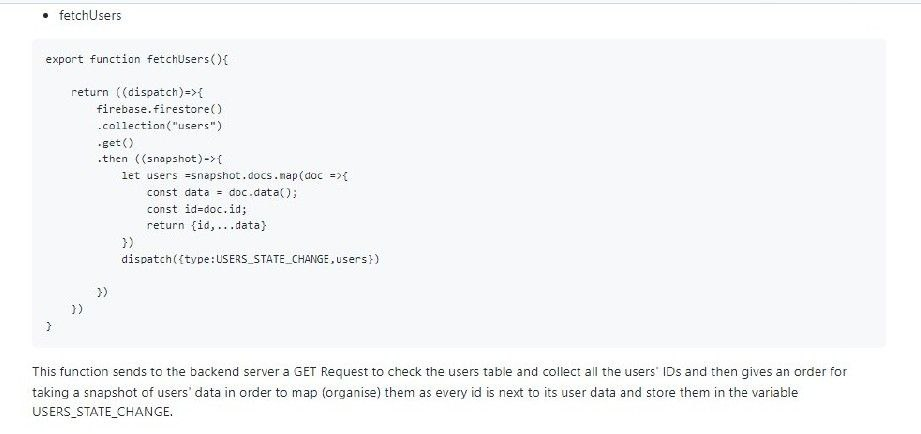 • fetchUsers
export function fetchUsers(){
return ((dispatch)=>{
firebase.firestore()
.collection("users")
.get()
.then ((snapshot)=>{
let users =snapshot.docs.map(doc =>{
const data = doc.data();
const id=doc.id;
return {id,...data}
})
dispatch({type:USERS_STATE_CHANGE,users})
})
})
}
This function sends to the backend server a GET Request to check the users table and collect all the users' IDs and then gives an order for
taking a snapshot of users' data in order to map (organise) them as every id is next to its user data and store them in the variable
USERS_STATE_CHANGE.